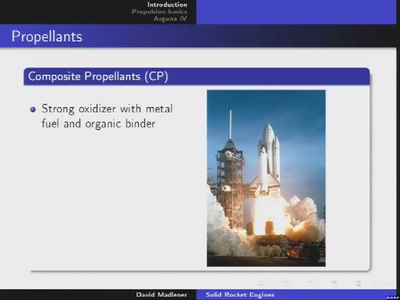 Introduction
Propulsion basics
Arguna IV
Propellants
Composite Propellants (CP)
Strong oxidizer with metal
fuel and organic binder
David Madlener
Solid Rocket Engines